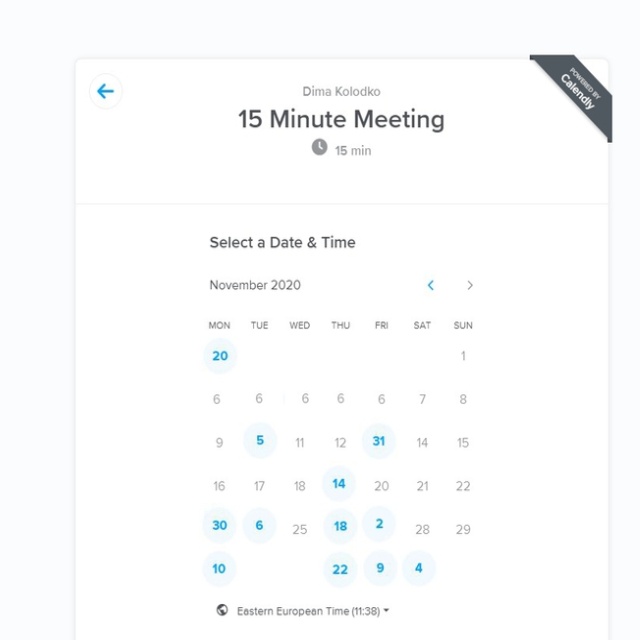 POWERED BY
Calendly
Dima Kolodko
15 Minute Meeting
15 min
Select a Date & Time
November 2020
MON TUE WED THU FRI SAT SUN
20 1
6 6 6 6 6 7 8
9 5 11 12 31 14 15
16 17 18 14 20 21 22
30 6 25 18 2 28 29
10 22 9 4
Eastern European Time (11:38)